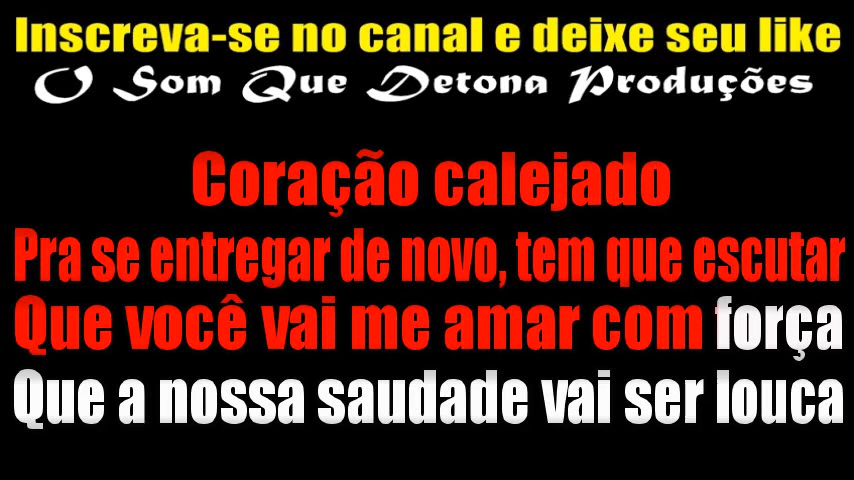 Inscreva-se no canal e deixe seu like
O Som Que Detona Produções
Coração calejado
Pra se entregar de novo, tem que escutar
Que você vai me amar com força
Que a nossa saudade vai ser louca